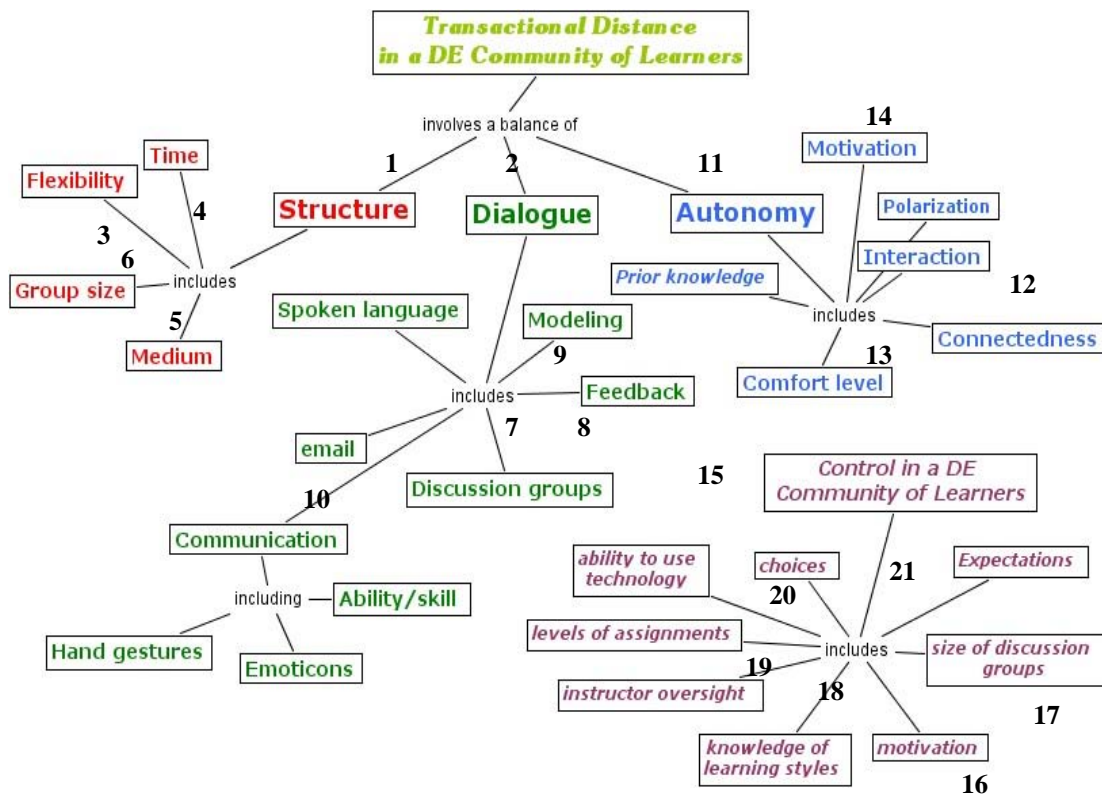 Transactional Distance
in a DE Community of Learners
involves a balance of
1
2
11
14
Motivation
Time
Flexibility
4
3
6
Structure
Dialogue
Autonomy
Polarization
Interaction
12
Prior knowledge
includes
Group size
5
Medium
Spoken language
Modeling
9
includes
Connectedness
13
Comfort level
includes
7
Feedback
8
email
10
Discussion groups
Communication
including
Ability/skill
Hand gestures
Emoticons
15
Control in a DE
Community of Learners
ability to use
technology
choices
20
21
Expectations
levels of assignments
includes
size of discussion
groups
19
instructor oversight
18
17
knowledge of
learning styles
motivation
16